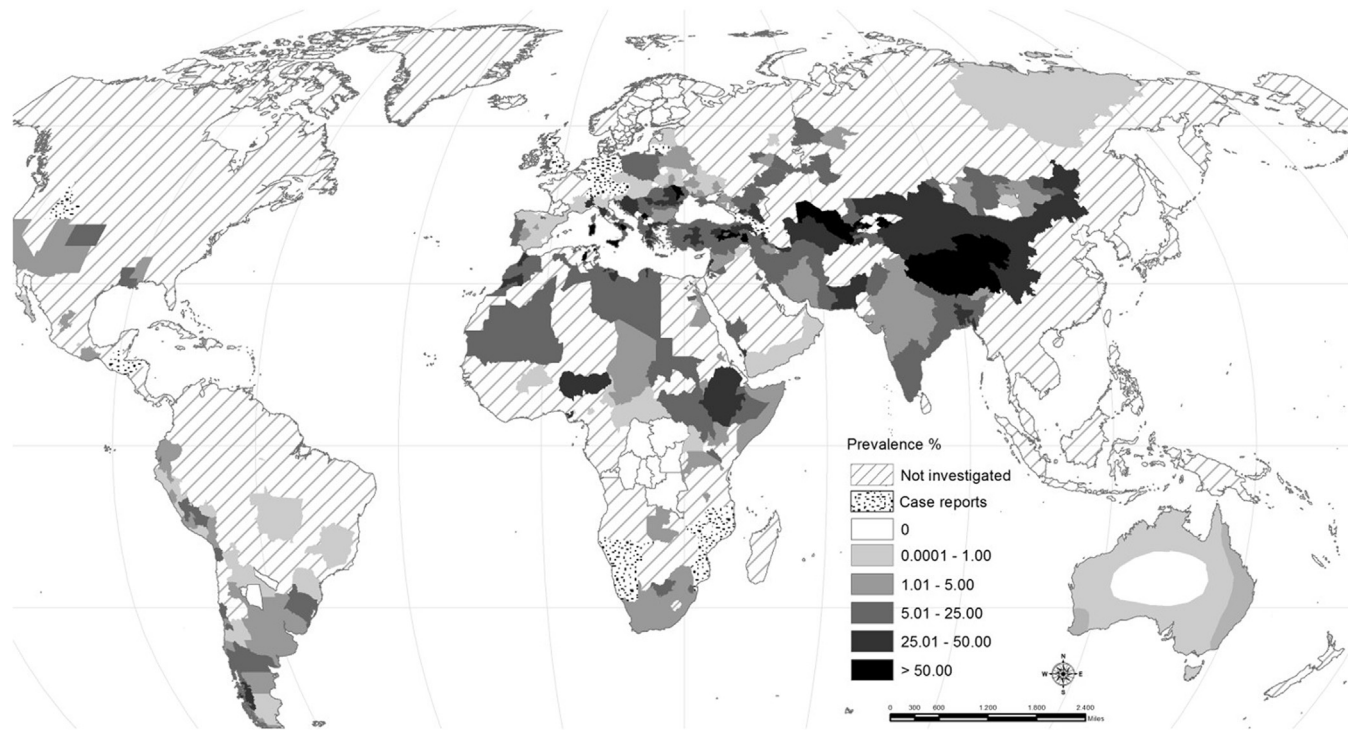 Prevalence %
Not investigated
Case reports
0
0.0001 - 1.00
1.01 - 5.00
5.01 - 25.00
25.01 - 50.00
> 50.00
N
W E
S
0 300 600 1.200 1.800 2.400
Miles